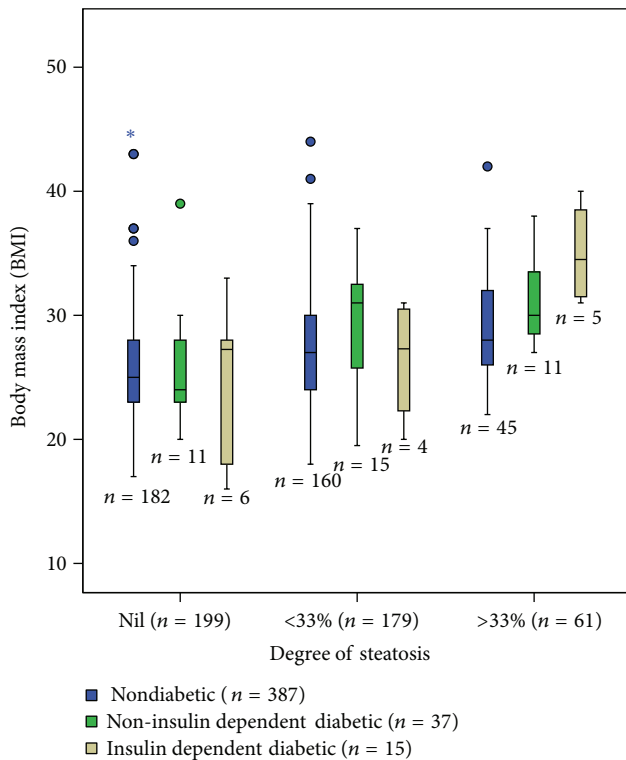 Body mass index (BMI)
50
40
30
20
10
*
n = 182
n = 11
n = 6
n = 160
n = 15
n = 4
n = 45
n = 11
n = 5
Nil (n = 199)
<33% (n = 179)
>33% (n = 61)
Degree of steatosis
Nondiabetic (n = 387)
Non-insulin dependent diabetic (n = 37)
Insulin dependent diabetic (n = 15)